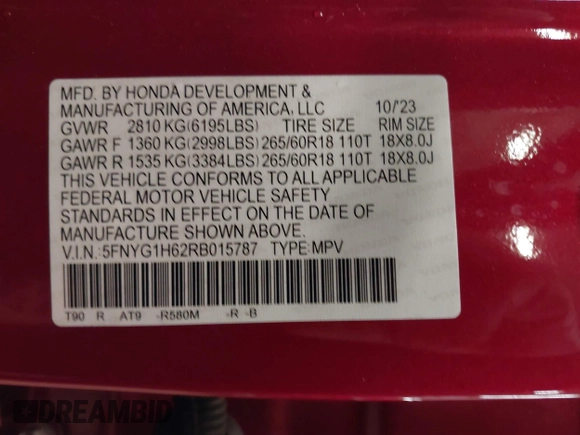 MFD. BY HONDA DEVELOPMENT &
MANUFACTURING OF AMERICA, LLC 10/'23
GVWR 2810 KG(6195LBS) TIRE SIZE RIM SIZE
GAWR F 1360 KG(2998LBS) 265/60R18 110T 18X8.0J
GAWR R 1535 KG(3384LBS) 265/60R18 110T 18X8.0J
THIS VEHICLE CONFORMS TO ALL APPLICABLE
FEDERAL MOTOR VEHICLE SAFETY
STANDARDS IN EFFECT ON THE DATE OF
MANUFACTURE SHOWN ABOVE.
V.I.N.:5FNYG1H62RB015787 TYPE:MPV
T90 R AT9 -R580M -R -B
DREAMBID